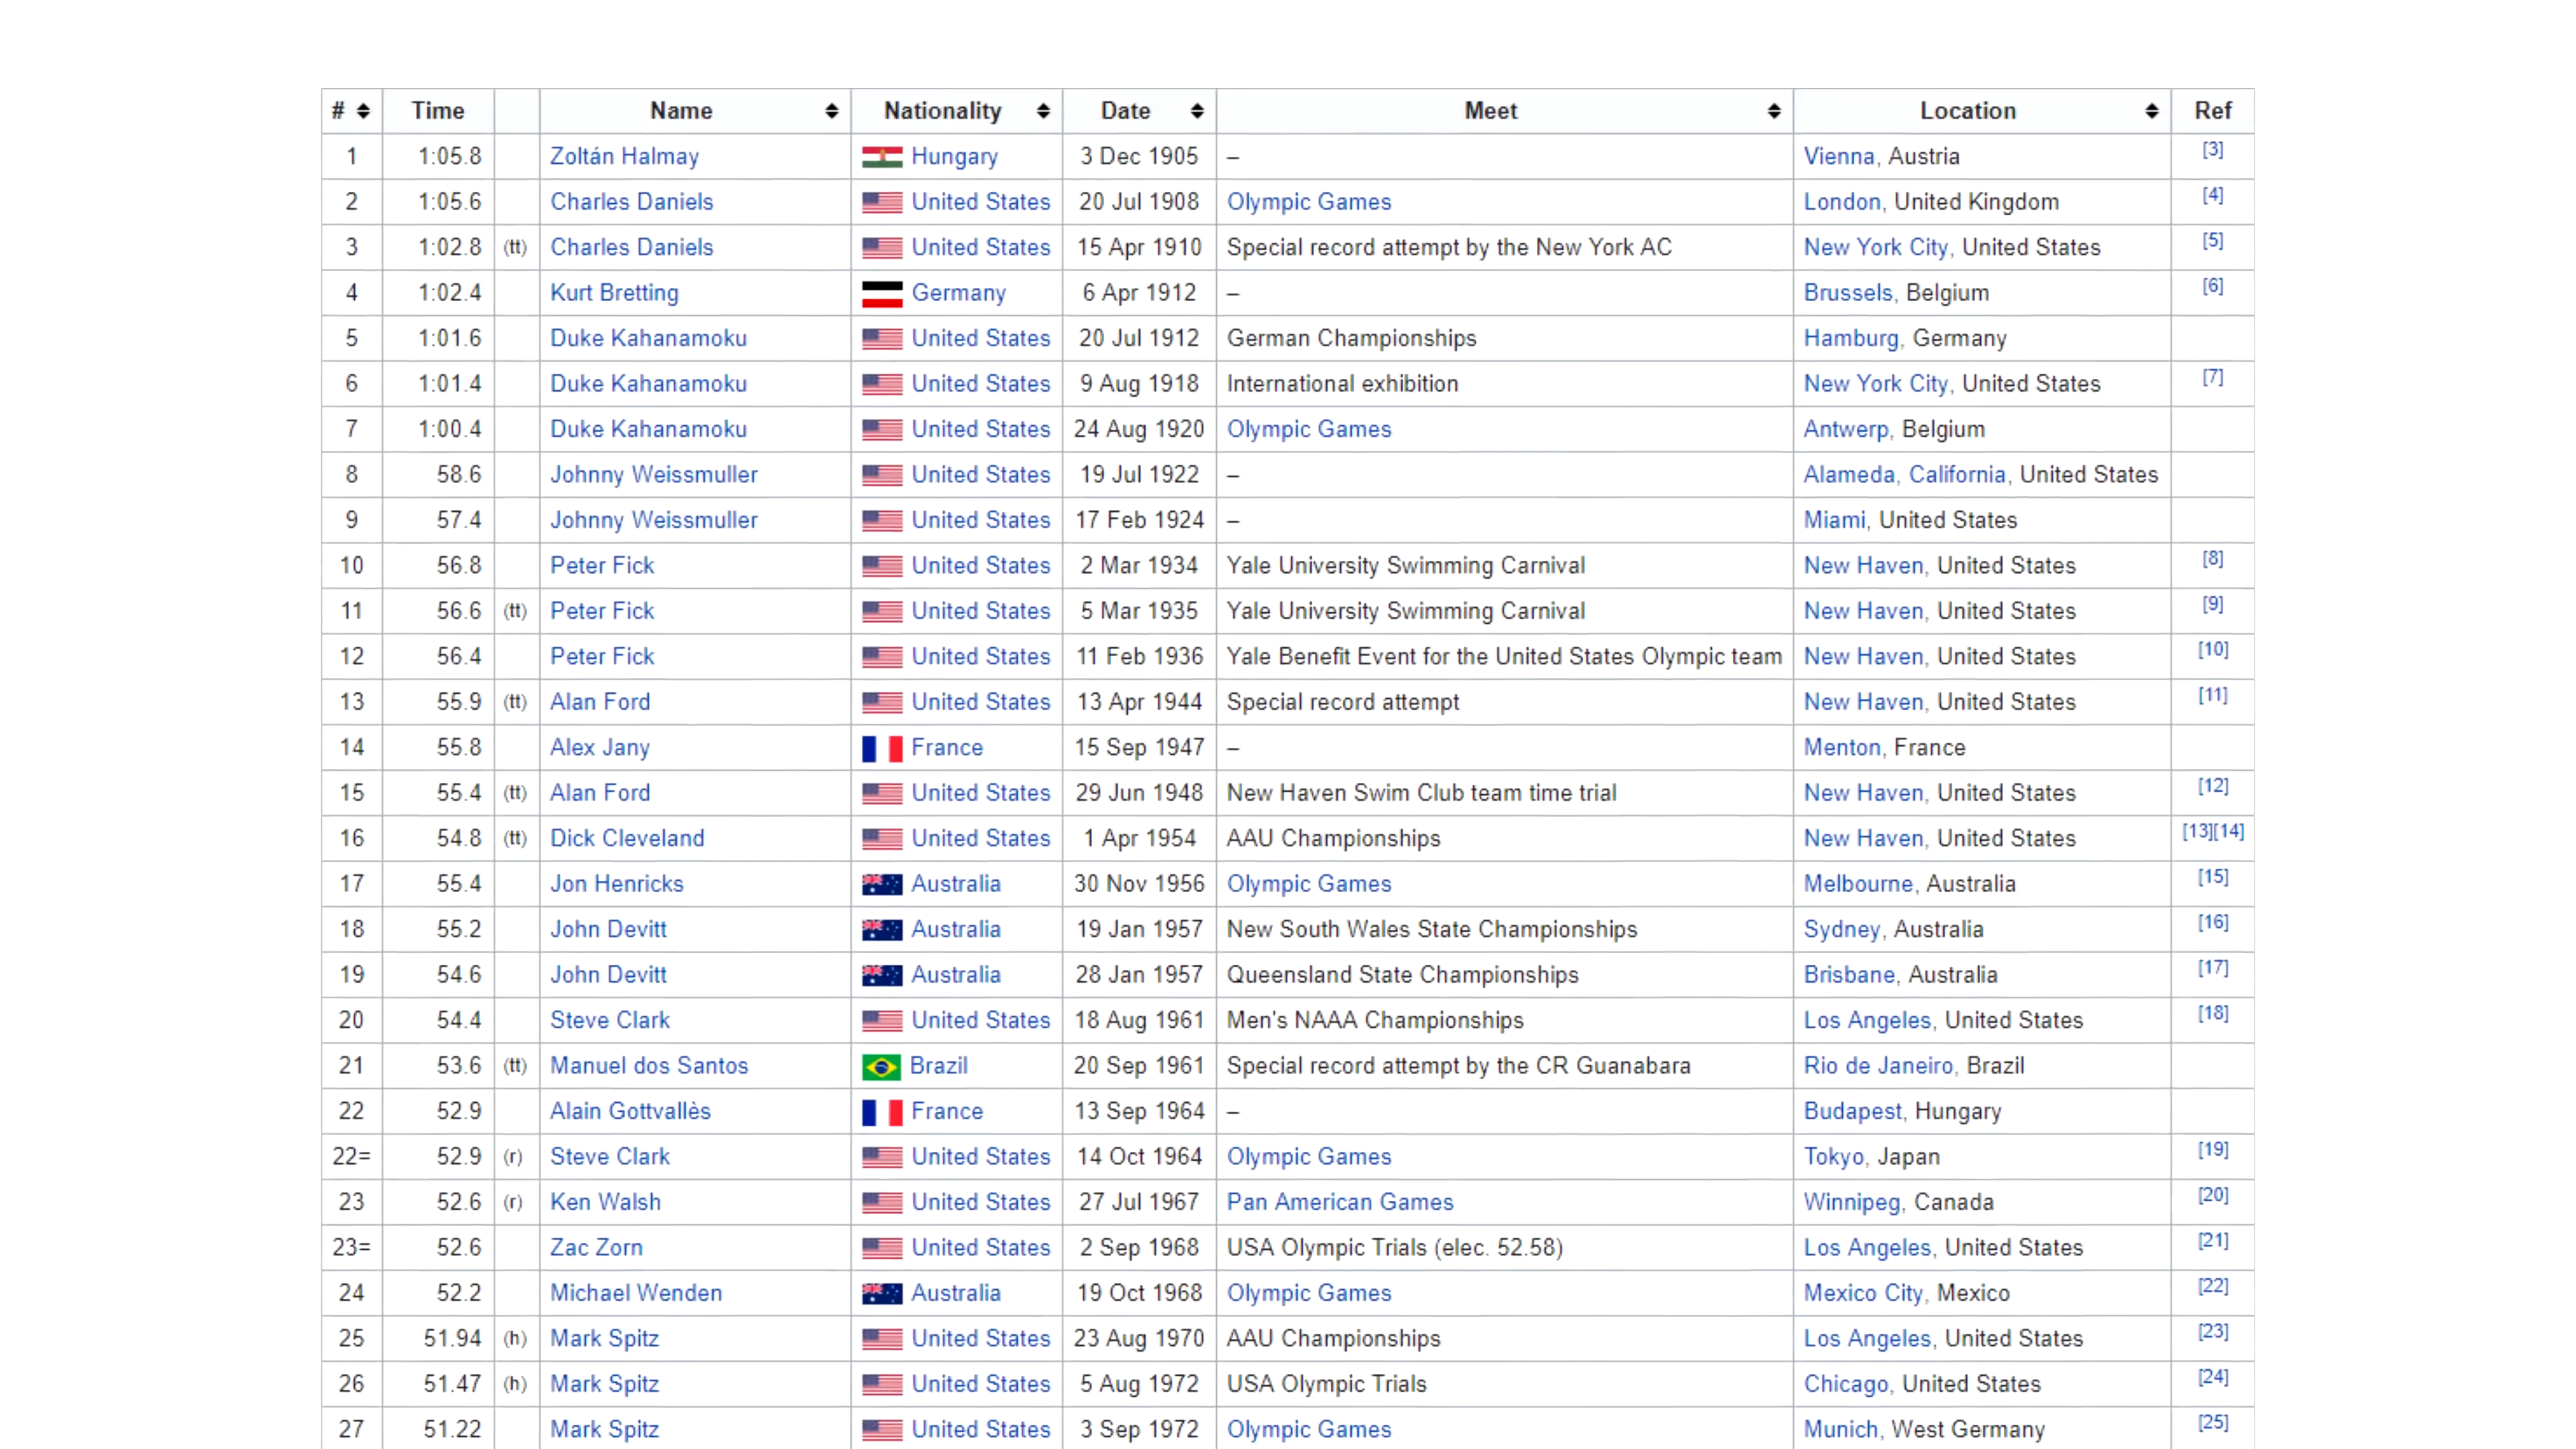 # Time Name Nationality Date Meet Location Ref
1 1:05.8 Zoltán Halmay Hungary 3 Dec 1905 – Vienna, Austria [3]
2 1:05.6 Charles Daniels United States 20 Jul 1908 Olympic Games London, United Kingdom [4]
3 1:02.8 (tt) Charles Daniels United States 15 Apr 1910 Special record attempt by the New York AC New York City, United States [5]
4 1:02.4 Kurt Bretting Germany 6 Apr 1912 – Brussels, Belgium [6]
5 1:01.6 Duke Kahanamoku United States 20 Jul 1912 German Championships Hamburg, Germany
6 1:01.4 Duke Kahanamoku United States 9 Aug 1918 International exhibition New York City, United States [7]
7 1:00.4 Duke Kahanamoku United States 24 Aug 1920 Olympic Games Antwerp, Belgium
8 58.6 Johnny Weissmuller United States 19 Jul 1922 – Alameda, California, United States
9 57.4 Johnny Weissmuller United States 17 Feb 1924 – Miami, United States
10 56.8 Peter Fick United States 2 Mar 1934 Yale University Swimming Carnival New Haven, United States [8]
11 56.6 (tt) Peter Fick United States 5 Mar 1935 Yale University Swimming Carnival New Haven, United States [9]
12 56.4 Peter Fick United States 11 Feb 1936 Yale Benefit Event for the United States Olympic team New Haven, United States [10]
13 55.9 (tt) Alan Ford United States 13 Apr 1944 Special record attempt New Haven, United States [11]
14 55.8 Alex Jany France 15 Sep 1947 – Menton, France
15 55.4 (tt) Alan Ford United States 29 Jun 1948 New Haven Swim Club team time trial New Haven, United States [12]
16 54.8 (tt) Dick Cleveland United States 1 Apr 1954 AAU Championships New Haven, United States [13][14]
17 55.4 Jon Henricks Australia 30 Nov 1956 Olympic Games Melbourne, Australia [15]
18 55.2 John Devitt Australia 19 Jan 1957 New South Wales State Championships Sydney, Australia [16]
19 54.6 John Devitt Australia 28 Jan 1957 Queensland State Championships Brisbane, Australia [17]
20 54.4 Steve Clark United States 18 Aug 1961 Men's NAAA Championships Los Angeles, United States [18]
21 53.6 (tt) Manuel dos Santos Brazil 20 Sep 1961 Special record attempt by the CR Guanabara Rio de Janeiro, Brazil
22 52.9 Alain Gottvallès France 13 Sep 1964 – Budapest, Hungary
22= 52.9 (r) Steve Clark United States 14 Oct 1964 Olympic Games Tokyo, Japan [19]
23 52.6 (r) Ken Walsh United States 27 Jul 1967 Pan American Games Winnipeg, Canada [20]
23= 52.6 Zac Zorn United States 2 Sep 1968 USA Olympic Trials (elec. 52.58) Los Angeles, United States [21]
24 52.2 Michael Wenden Australia 19 Oct 1968 Olympic Games Mexico City, Mexico [22]
25 51.94 (h) Mark Spitz United States 23 Aug 1970 AAU Championships Los Angeles, United States [23]
26 51.47 (h) Mark Spitz United States 5 Aug 1972 USA Olympic Trials Chicago, United States [24]
27 51.22 Mark Spitz United States 3 Sep 1972 Olympic Games Munich, West Germany [25]